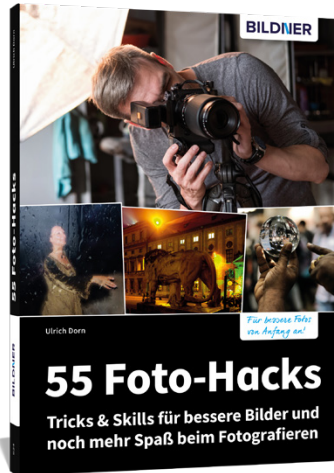 BILDNER
Ulrich Dorn
Für bessere Fotos
von Anfang an!
55 Foto-Hacks
Tricks & Skills für bessere Bilder und
noch mehr Spaß beim Fotografieren
55 Foto-Hacks
BILDNER